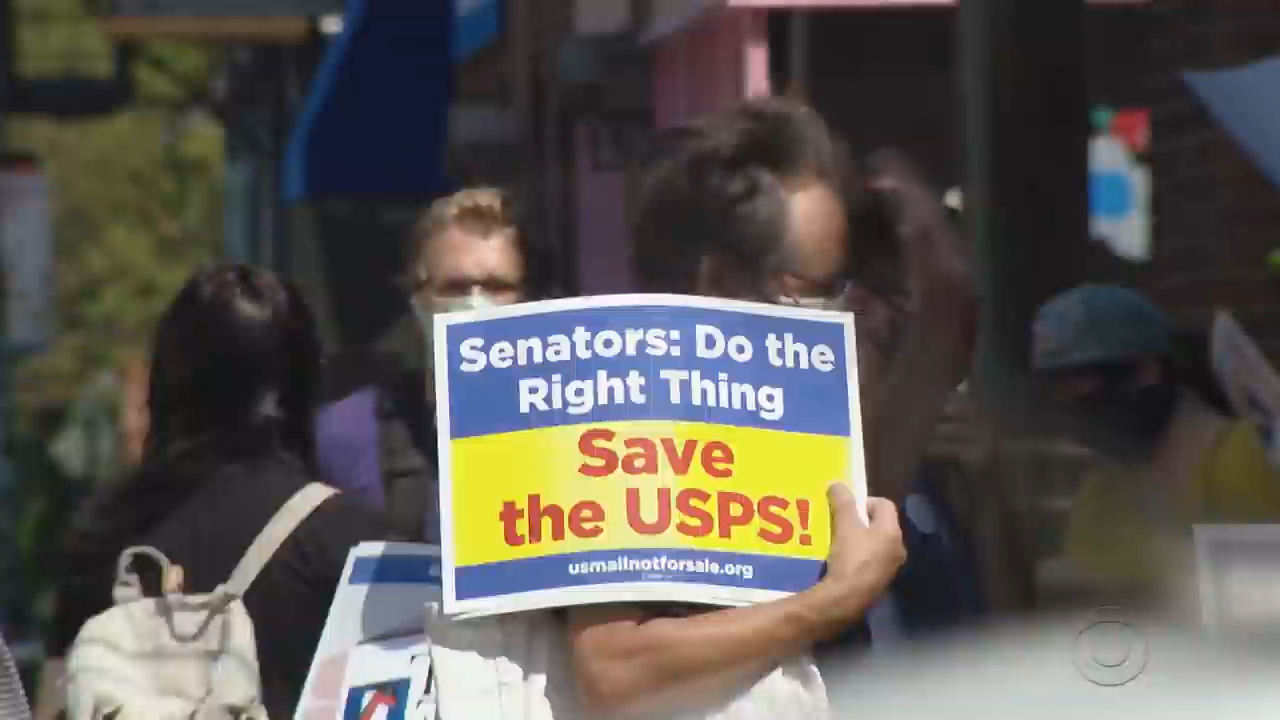 Senators: Do the
Right Thing
Save
the USPS!
usmailnotforsale.org